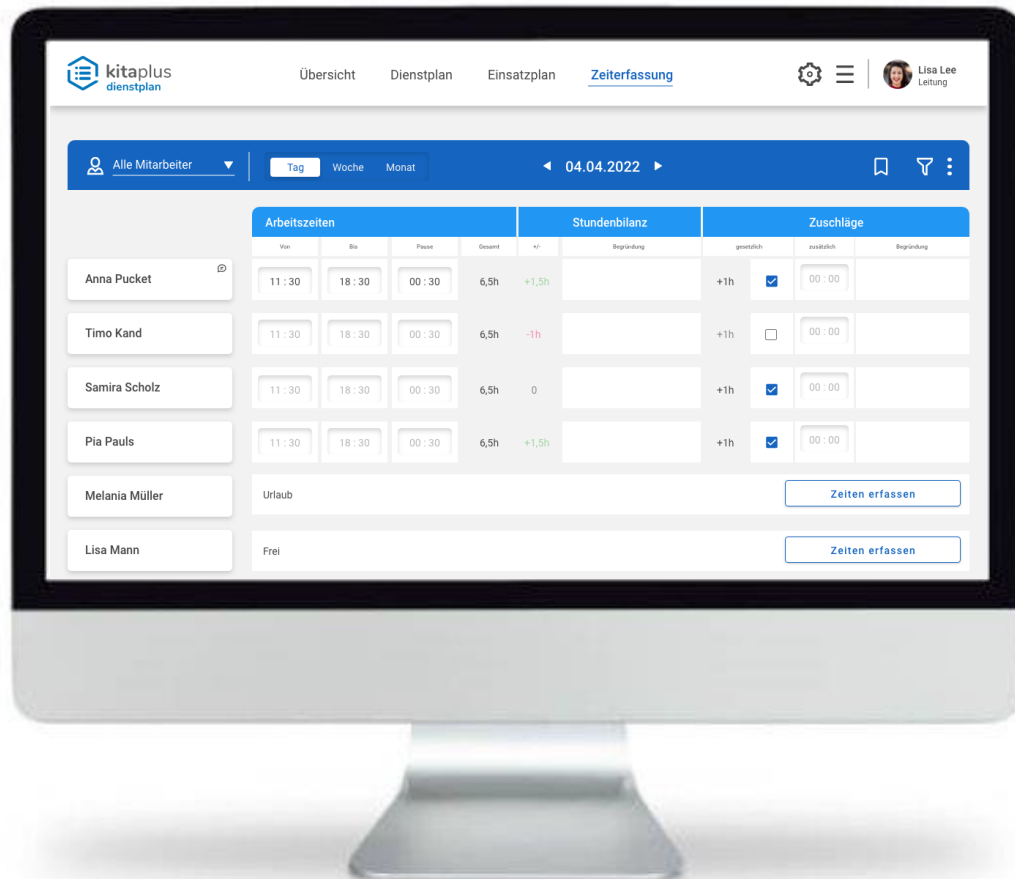 kitaplus
dienstplan
Übersicht Dienstplan Einsatzplan Zeiterfassung
Lisa Lee
Leitung
Alle Mitarbeiter Tag Woche Monat 04.04.2022
Arbeitszeiten Stundenbilanz Zuschläge
Von Bis Pause Gesamt +/- Begründung gesetzlich zusätzlich Begründung
Anna Pucket 11 : 30 18 : 30 00 : 30 6,5h +1,5h +1h 00 : 00
Timo Kand 11 : 30 18 : 30 00 : 30 6,5h -1h +1h 00 : 00
Samira Scholz 11 : 30 18 : 30 00 : 30 6,5h 0 +1h 00 : 00
Pia Pauls 11 : 30 18 : 30 00 : 30 6,5h +1,5h +1h 00 : 00
Melania Müller Urlaub Zeiten erfassen
Lisa Mann Frei Zeiten erfassen